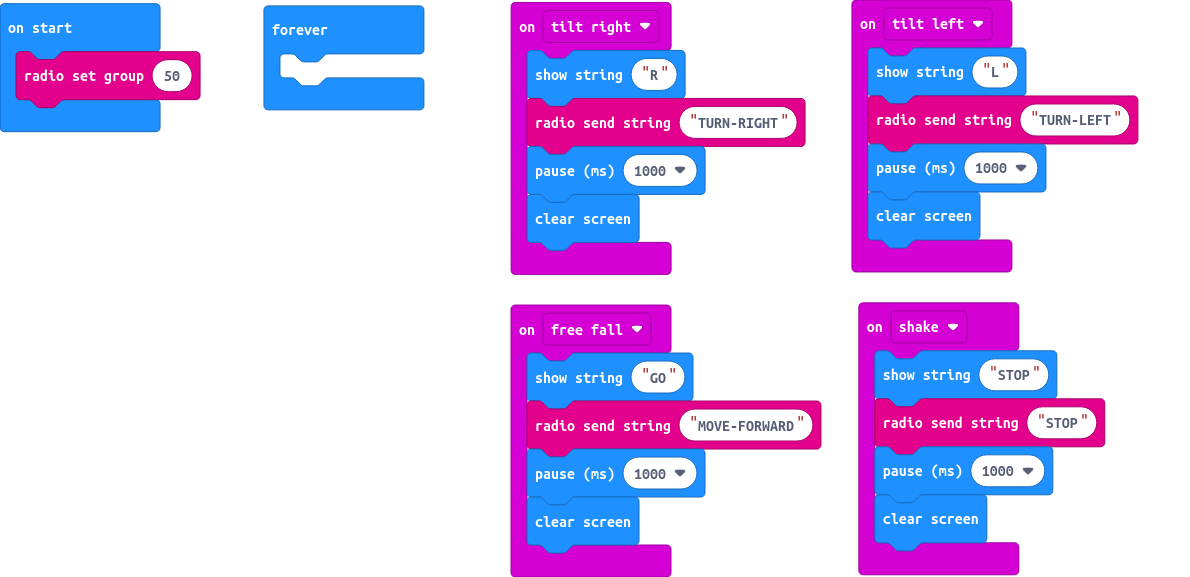 on start
radio set group 50
forever
on tilt right
show string "R"
radio send string "TURN-RIGHT"
pause (ms) 1000
clear screen
on tilt left
show string "L"
radio send string "TURN-LEFT"
pause (ms) 1000
clear screen
on free fall
show string "GO"
radio send string "MOVE-FORWARD"
pause (ms) 1000
clear screen
on shake
show string "STOP"
radio send string "STOP"
pause (ms) 1000
clear screen